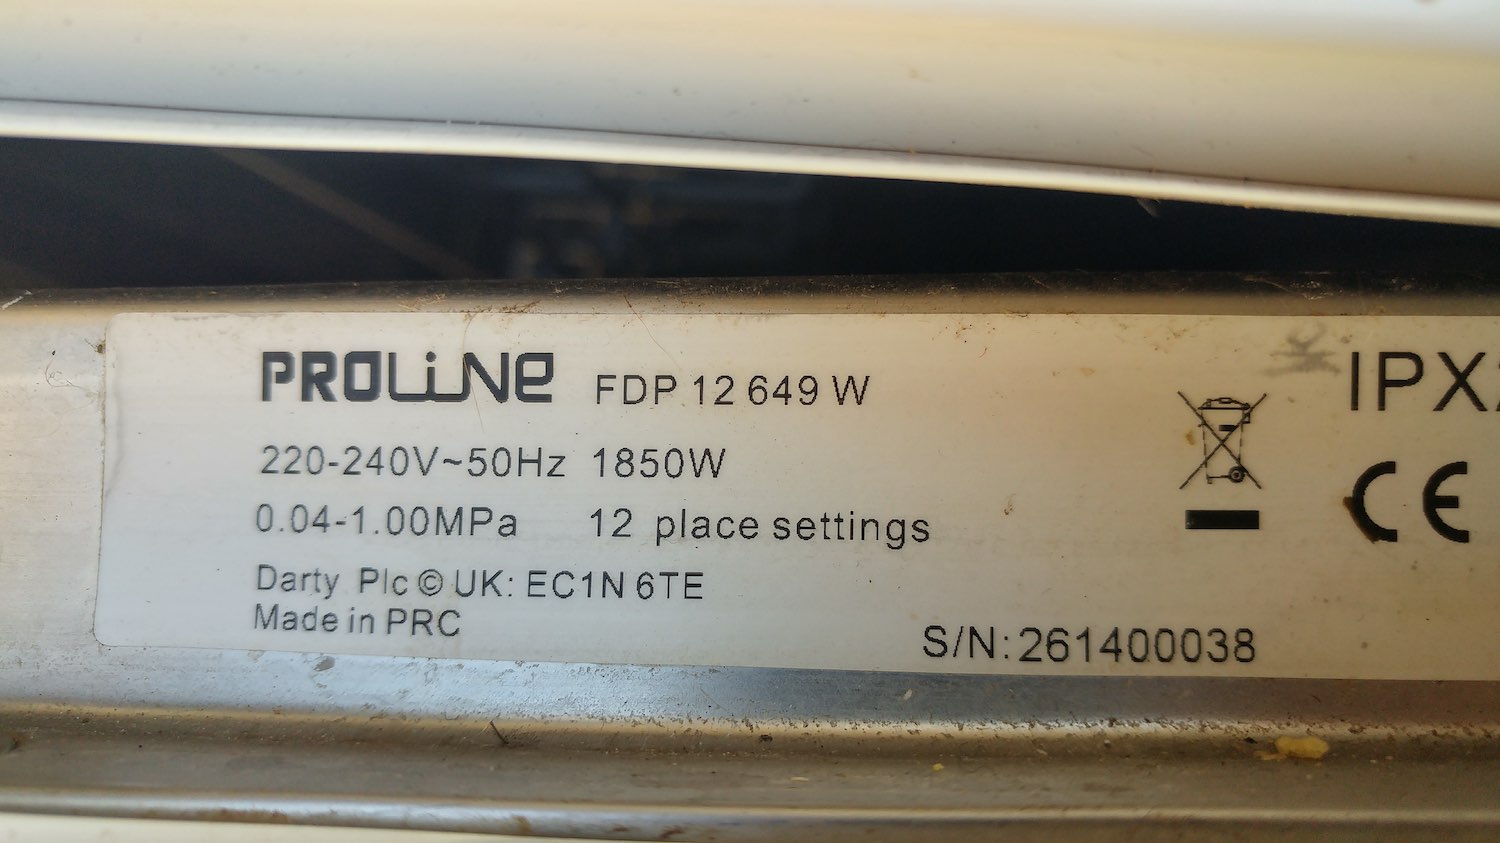 PROLiNe FDP 12 649 W
IPX
220-240V~50Hz 1850W
0.04-1.00MPa 12 place settings
CE
Darty Plc © UK: EC1N 6TE
Made in PRC
S/N:261400038